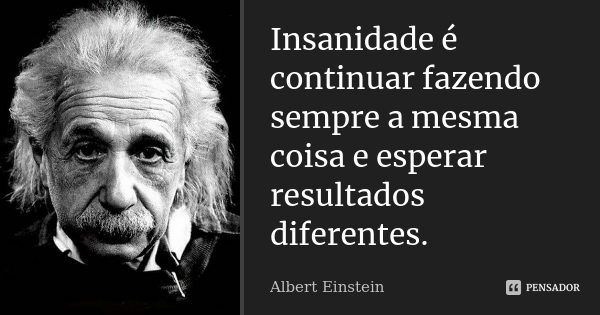 Insanidade é
continuar fazendo
sempre a mesma
coisa e esperar
resultados
diferentes.
Albert Einstein
PENSADOR